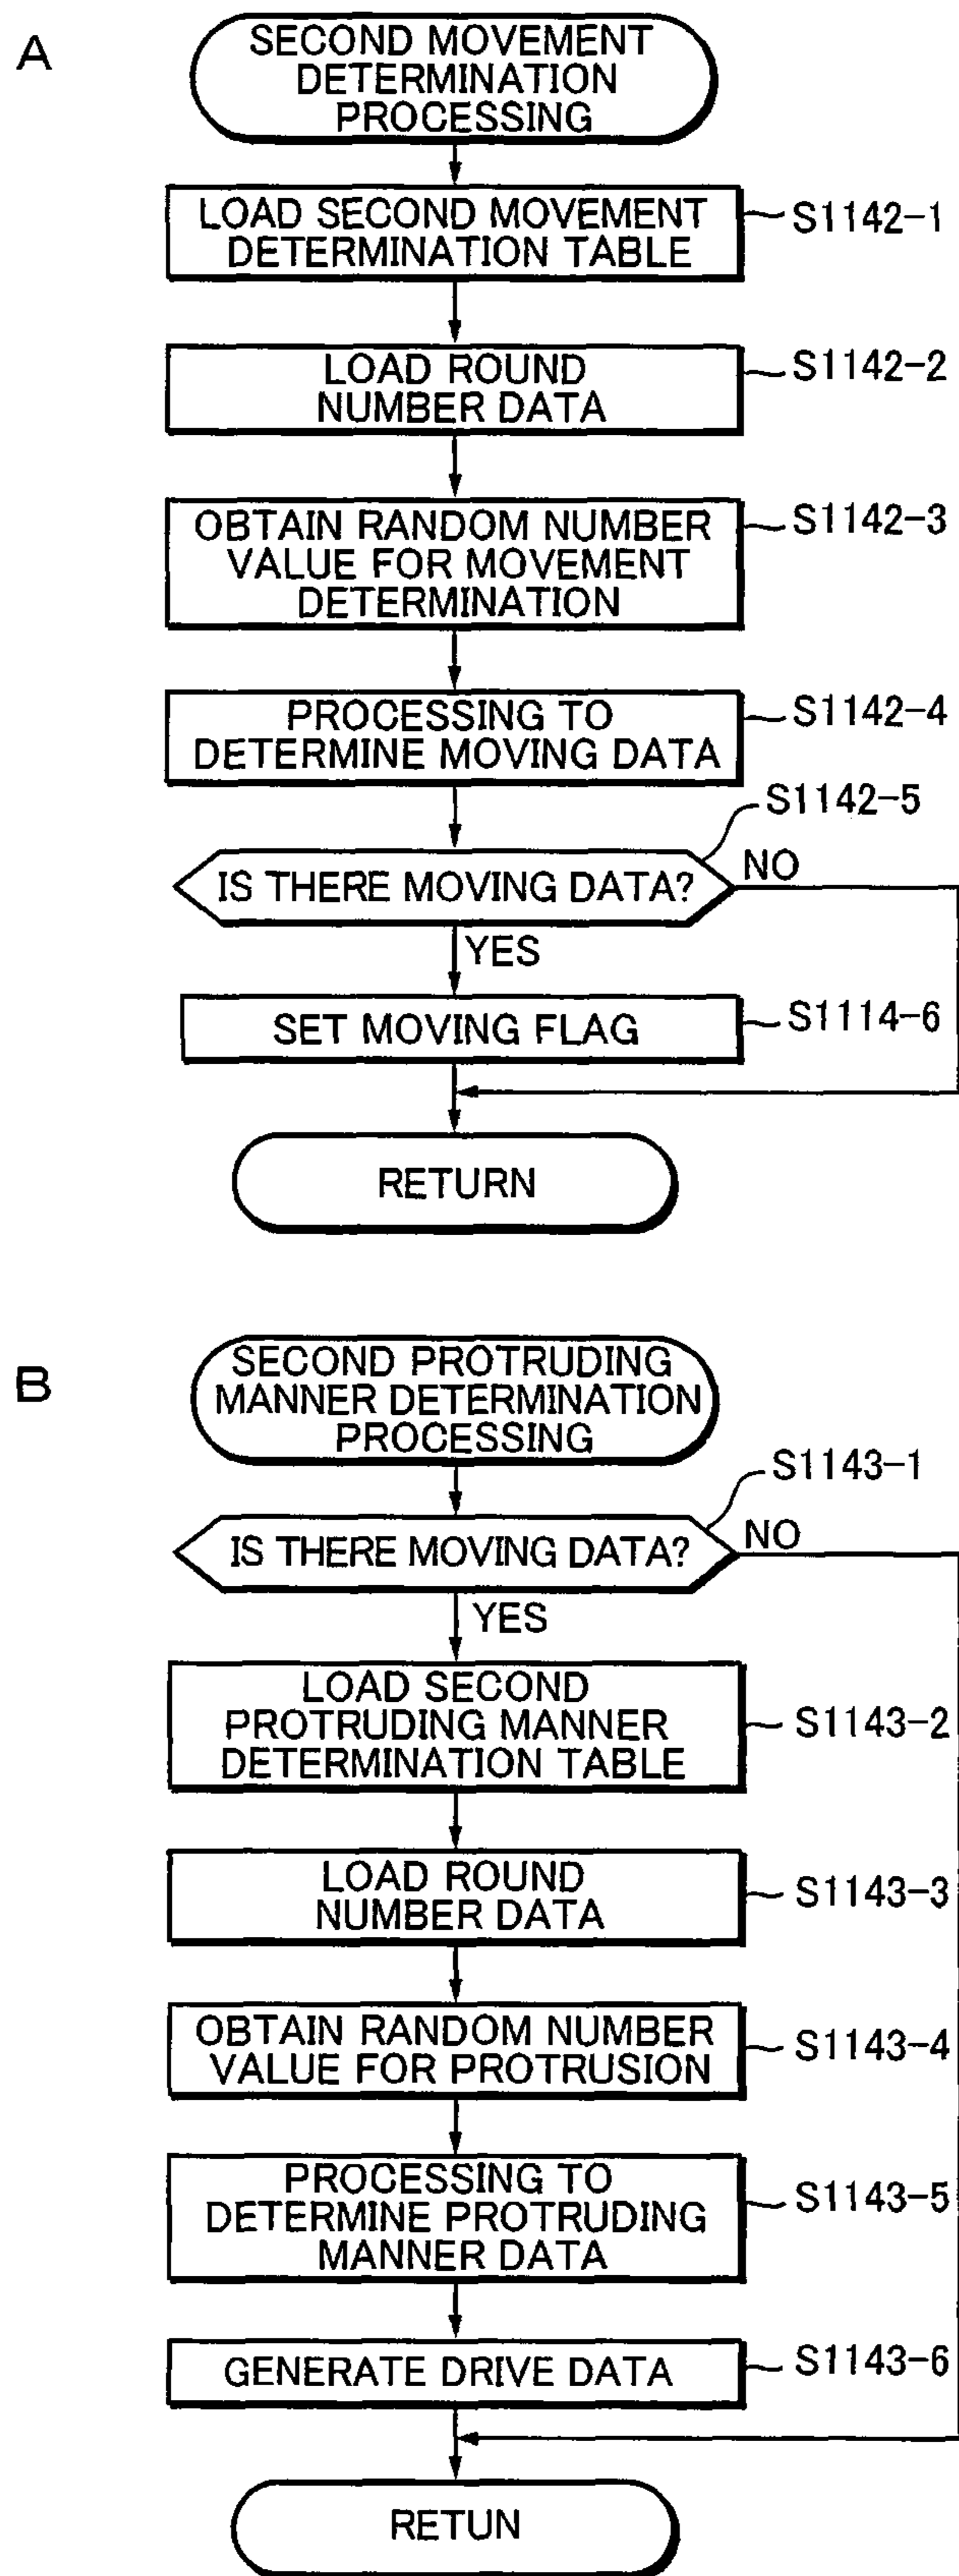 A
SECOND MOVEMENT
DETERMINATION
PROCESSING
LOAD SECOND MOVEMENT
DETERMINATION TABLE
S1142-1
LOAD ROUND
NUMBER DATA
S1142-2
OBTAIN RANDOM NUMBER
VALUE FOR MOVEMENT
DETERMINATION
S1142-3
PROCESSING TO
DETERMINE MOVING DATA
S1142-4
S1142-5
IS THERE MOVING DATA?
NO
YES
SET MOVING FLAG
S1114-6
RETURN
B
SECOND PROTRUDING
MANNER DETERMINATION
PROCESSING
S1143-1
IS THERE MOVING DATA?
NO
YES
LOAD SECOND
PROTRUDING MANNER
DETERMINATION TABLE
S1143-2
LOAD ROUND
NUMBER DATA
S1143-3
OBTAIN RANDOM NUMBER
VALUE FOR PROTRUSION
S1143-4
PROCESSING TO
DETERMINE PROTRUDING
MANNER DATA
S1143-5
GENERATE DRIVE DATA
S1143-6
RETUN